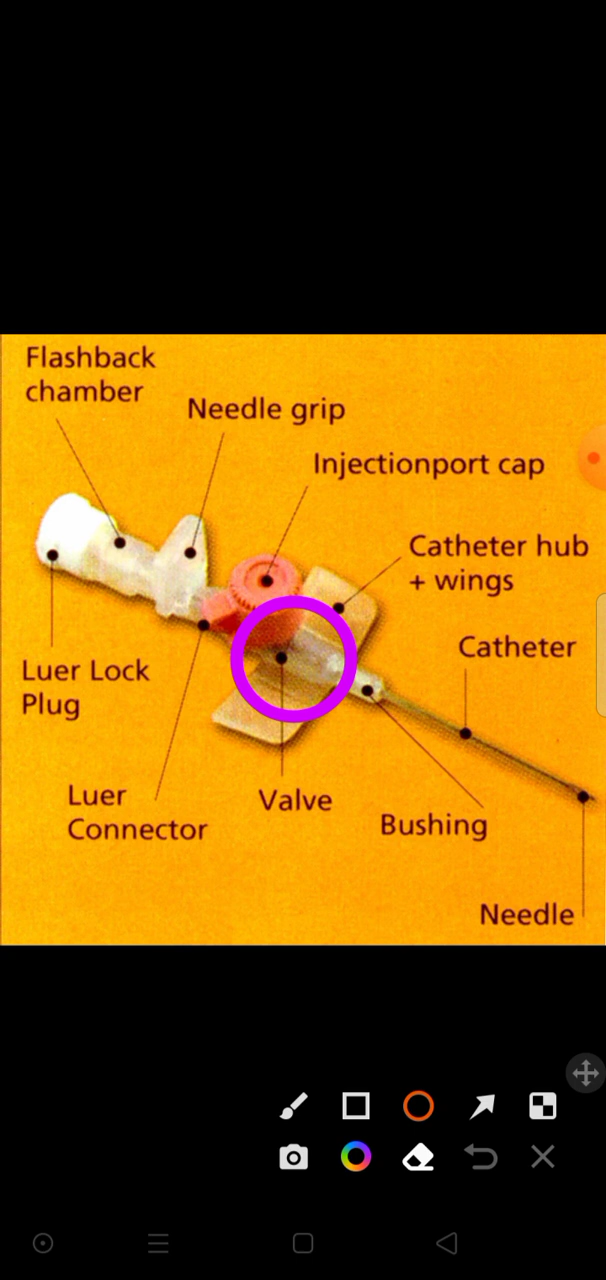 Flashback
chamber
Needle grip
Injectionport cap
Catheter hub
+ wings
Catheter
Luer Lock
Plug
Luer
Connector
Valve
Bushing
Needle